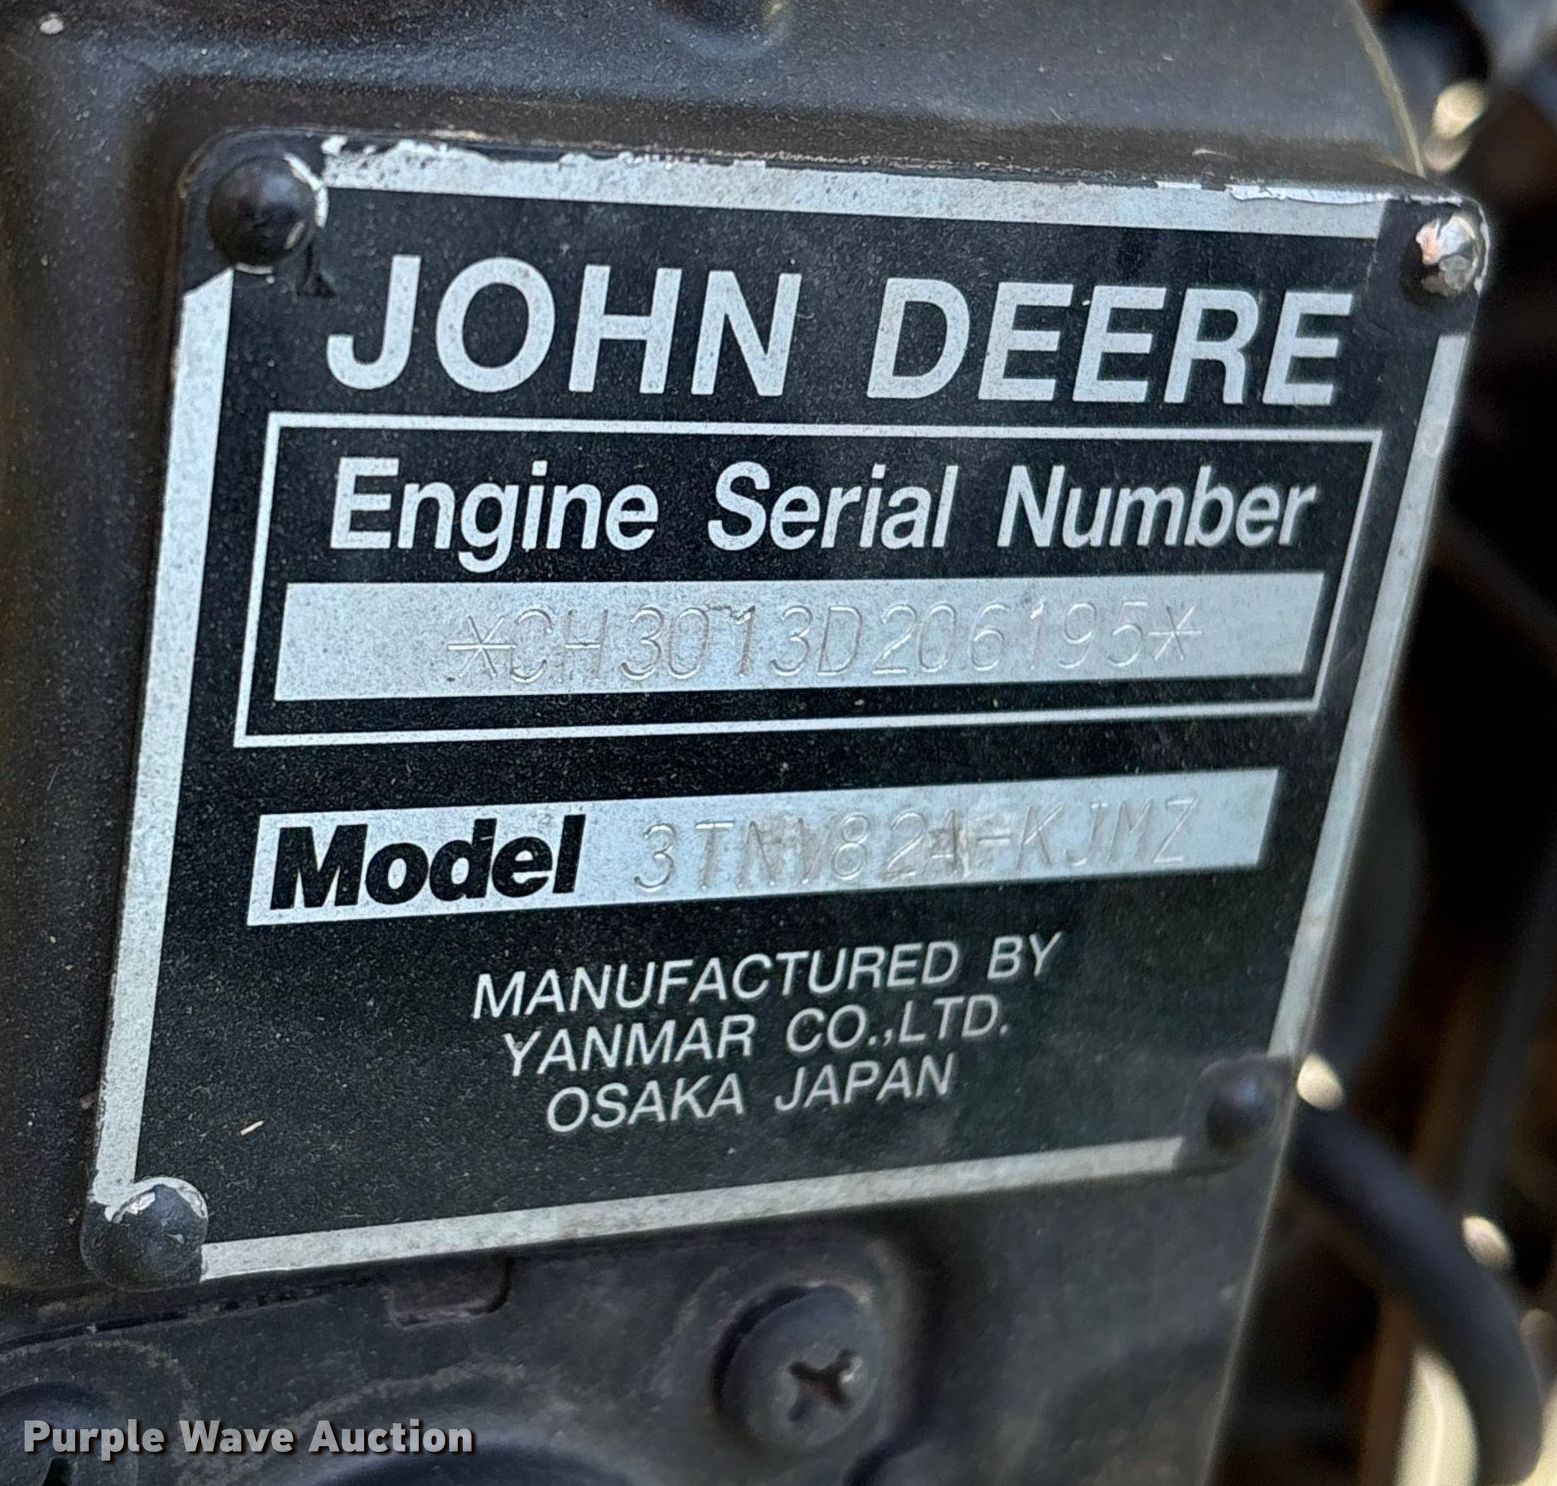 JOHN DEERE
Engine Serial Number
*CH3013D206195*
Model 3TNV82A-KJMZ
MANUFACTURED BY
YANMAR CO.,LTD.
OSAKA JAPAN
Purple Wave Auction